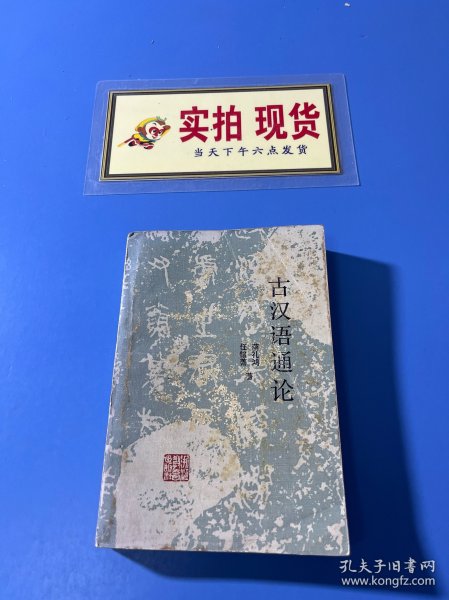 实拍 现货
当天下午六点发货
古汉语通论
著
孔夫子旧书网
www.kongfz.com